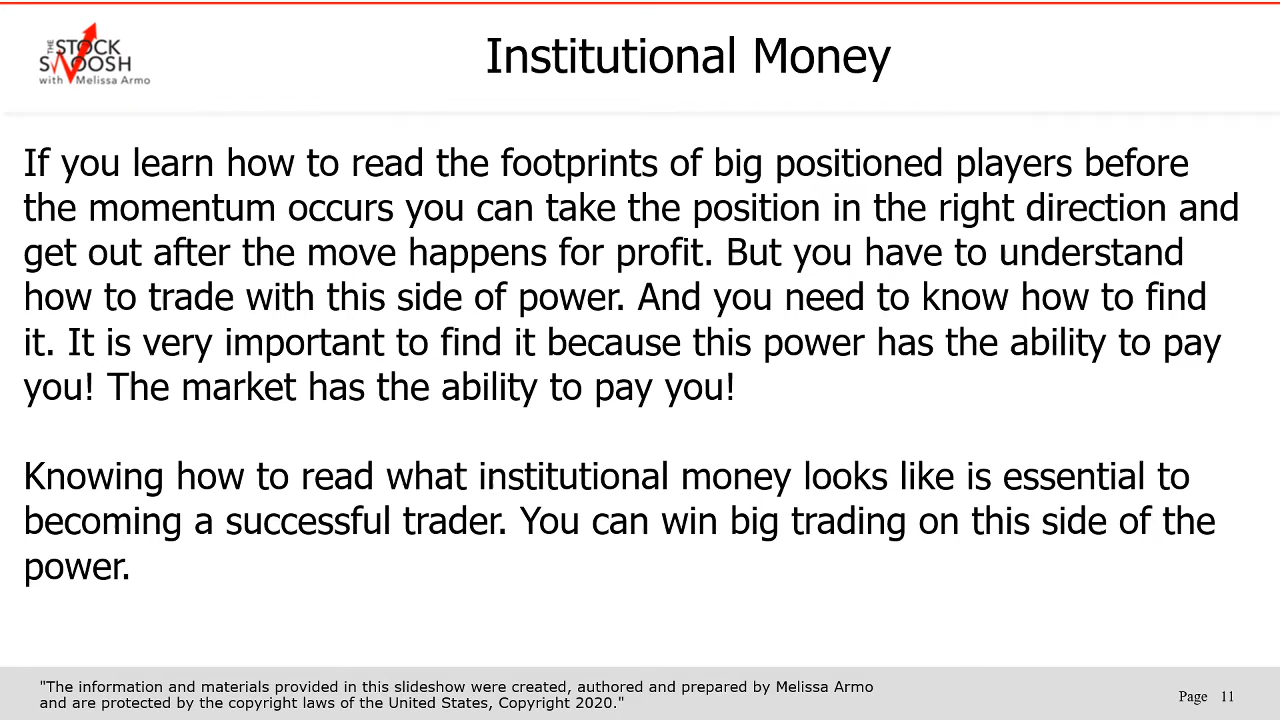 THE STOCK
SWOOSH
with Melissa Armo
Institutional Money
If you learn how to read the footprints of big positioned players before
the momentum occurs you can take the position in the right direction and
get out after the move happens for profit. But you have to understand
how to trade with this side of power. And you need to know how to find
it. It is very important to find it because this power has the ability to pay
you! The market has the ability to pay you!
Knowing how to read what institutional money looks like is essential to
becoming a successful trader. You can win big trading on this side of the
power.
"The information and materials provided in this slideshow were created, authored and prepared by Melissa Armo
and are protected by the copyright laws of the United States, Copyright 2020."
Page 11